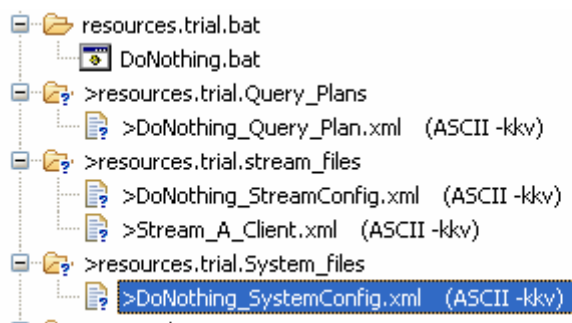 resources.trial.bat
DoNothing.bat
>resources.trial.Query_Plans
>DoNothing_Query_Plan.xml (ASCII -kkv)
>resources.trial.stream_files
>DoNothing_StreamConfig.xml (ASCII -kkv)
>Stream_A_Client.xml (ASCII -kkv)
>resources.trial.System_files
>DoNothing_SystemConfig.xml (ASCII -kkv)